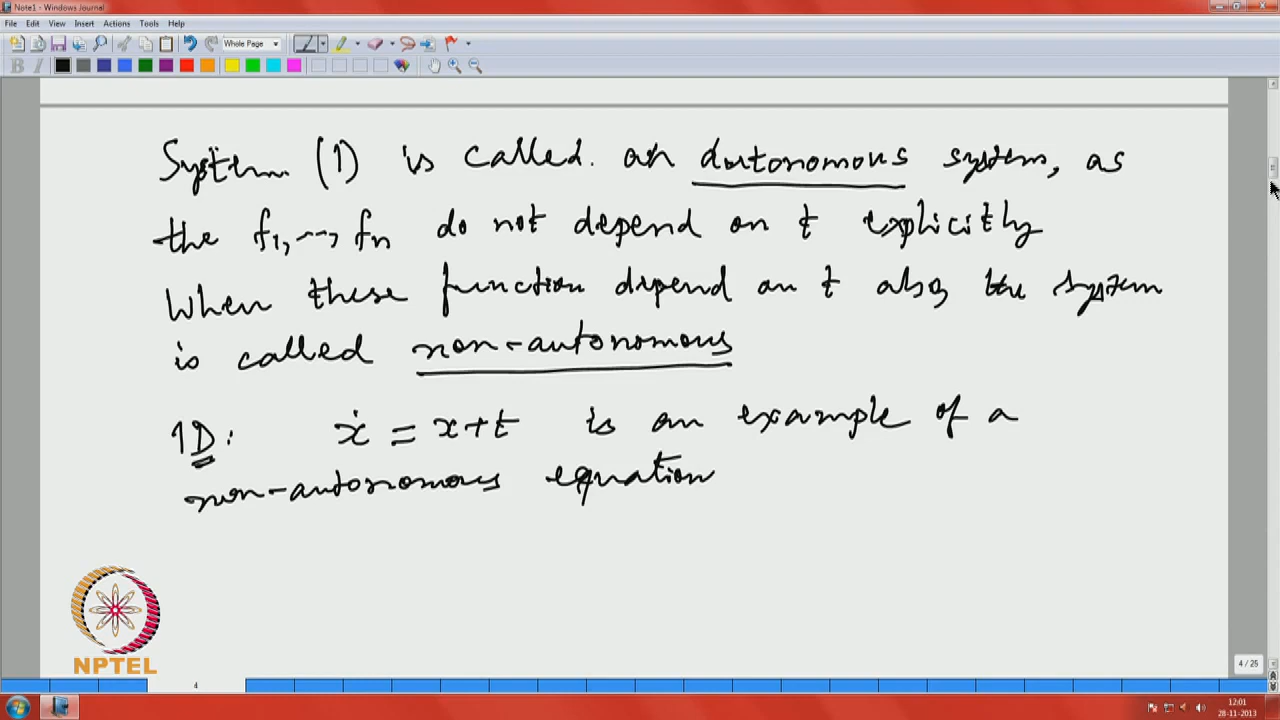 Note1 - Windows Journal
File Edit View Insert Actions Tools Help
Whole Page
B I
System (1) is called. an autonomous system, as
the f1, ---, fn do not depend on t explicitly
When these function depend on t also, the system
is called non-autonomous
1D: ẋ = x+t is an example of a
non-autonomous equation
NPTEL
4 / 25
4
12:01
28-11-2013